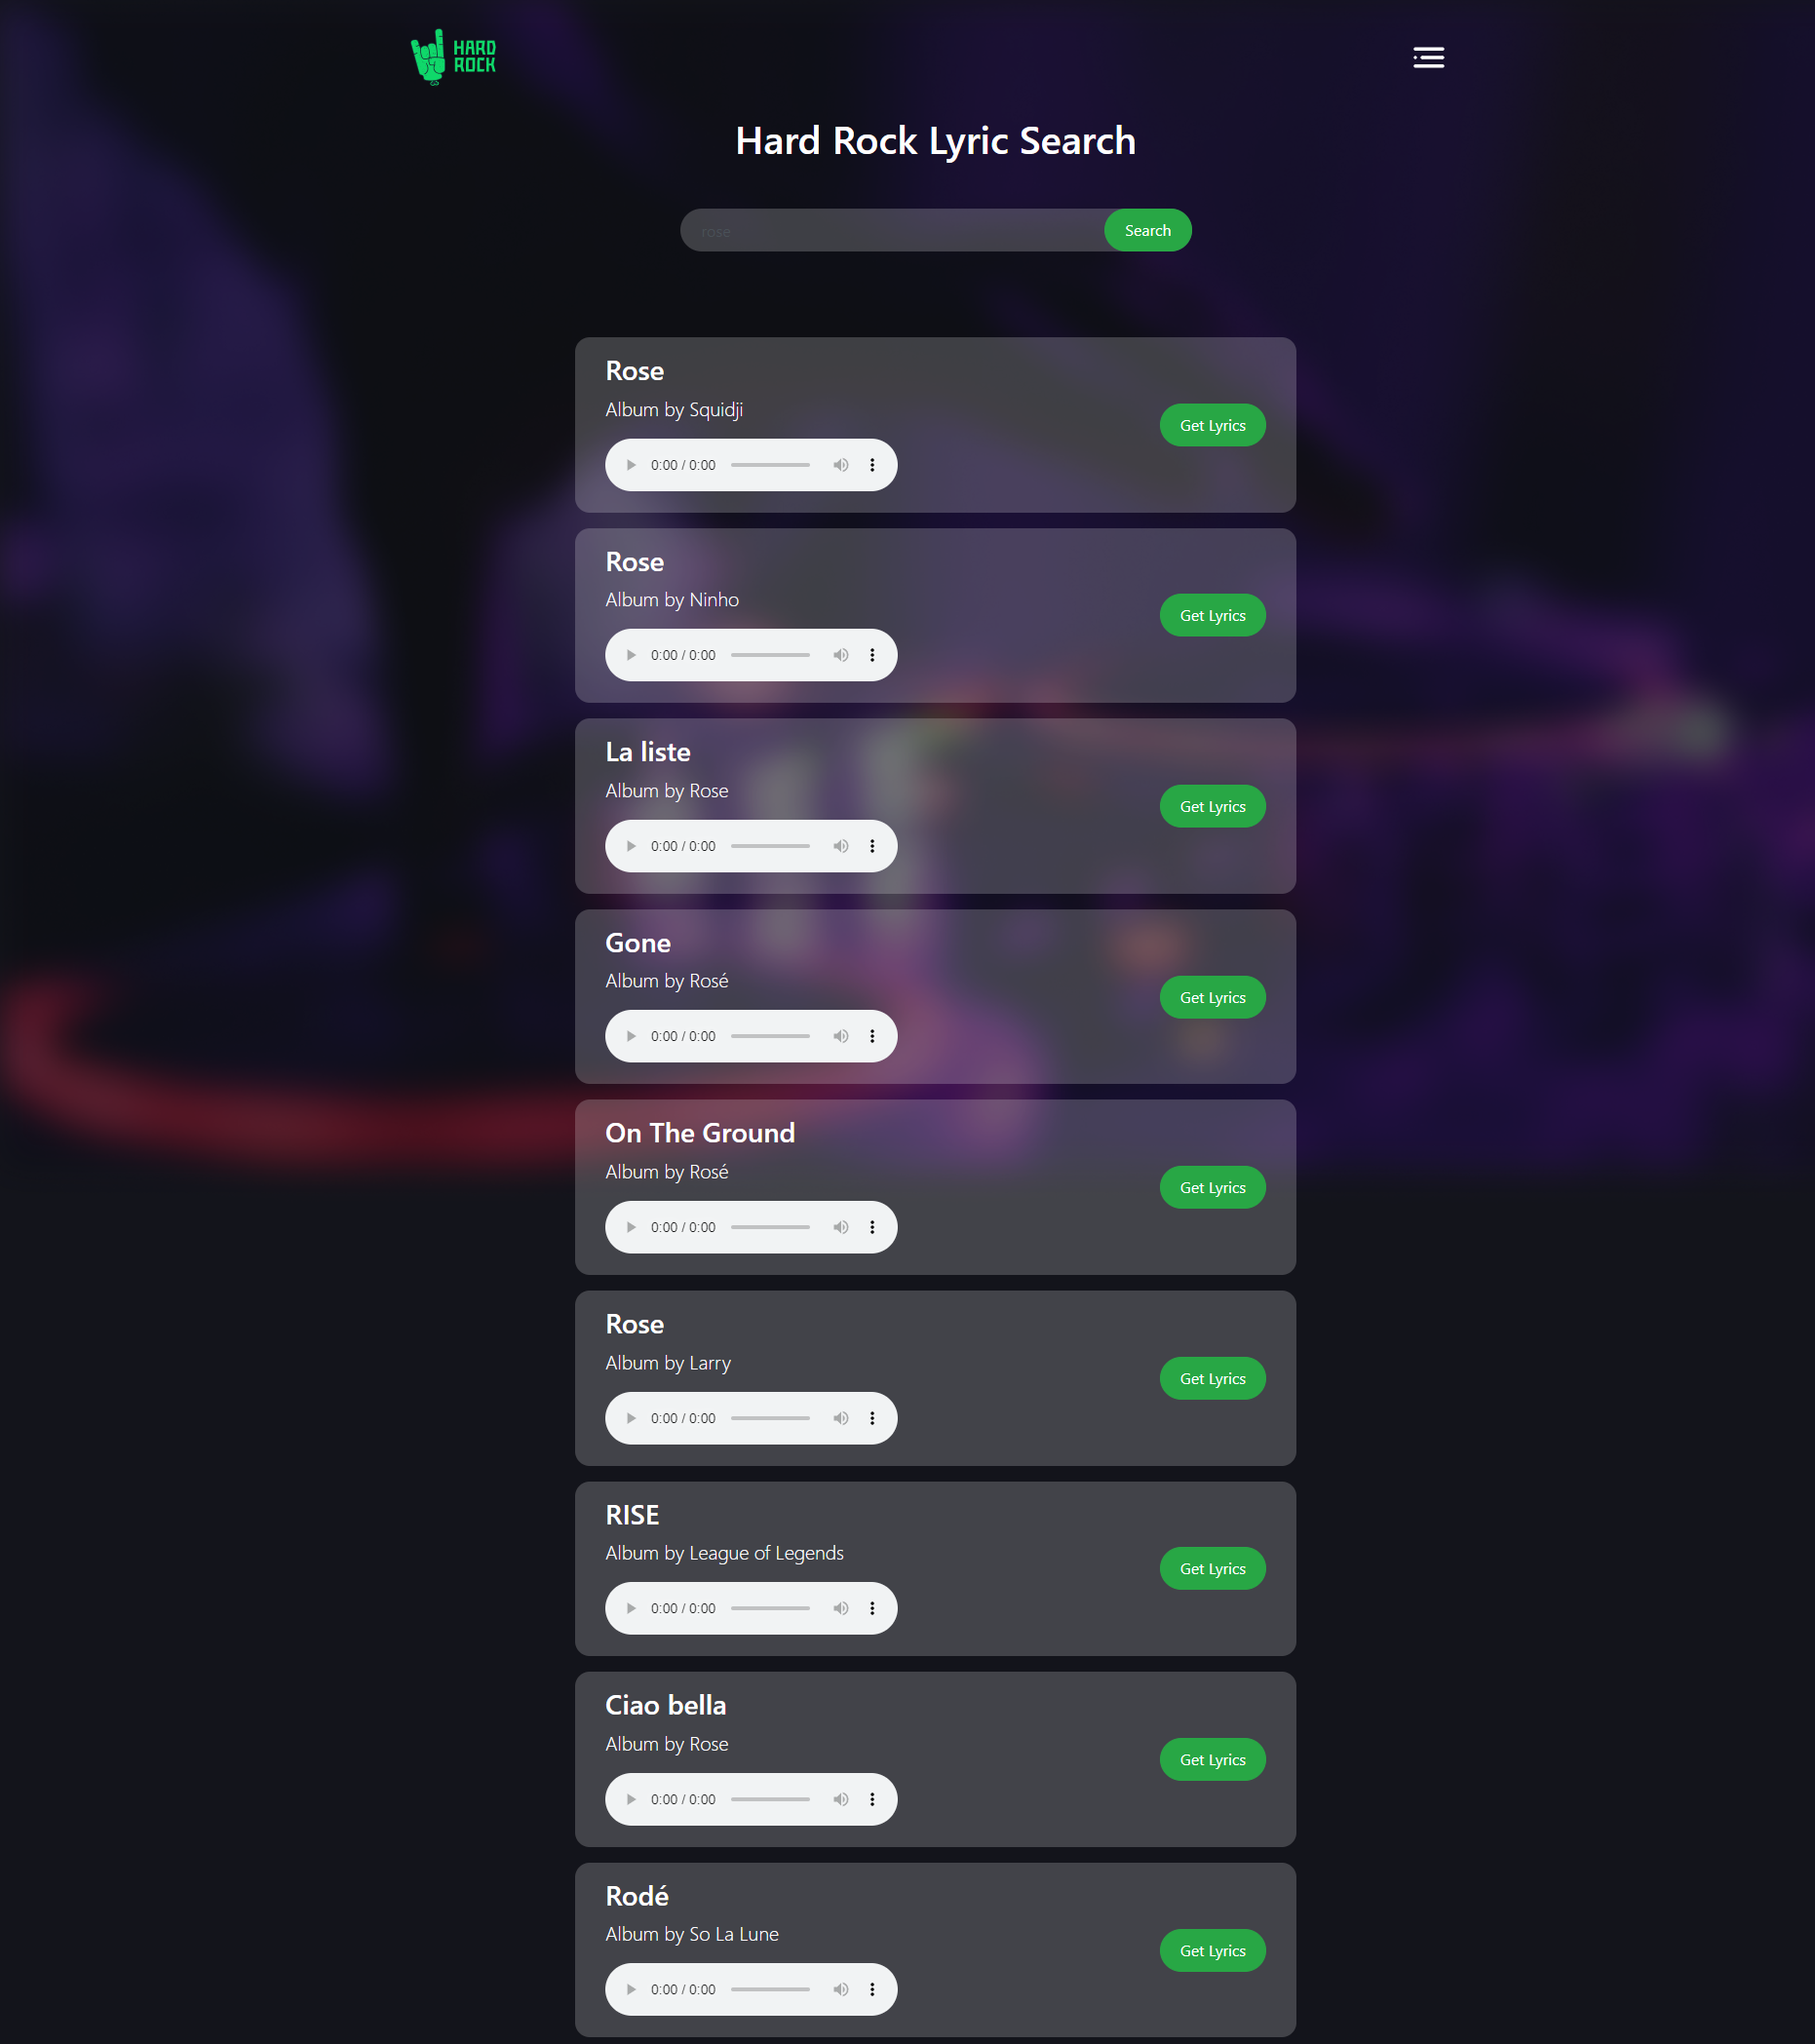 HARD
ROCK
Hard Rock Lyric Search
rose
Search
Rose
Album by Squidji
Get Lyrics
0:00 / 0:00
Rose
Album by Ninho
Get Lyrics
0:00 / 0:00
La liste
Album by Rose
Get Lyrics
0:00 / 0:00
Gone
Album by Rosé
Get Lyrics
0:00 / 0:00
On The Ground
Album by Rosé
Get Lyrics
0:00 / 0:00
Rose
Album by Larry
Get Lyrics
0:00 / 0:00
RISE
Album by League of Legends
Get Lyrics
0:00 / 0:00
Ciao bella
Album by Rose
Get Lyrics
0:00 / 0:00
Rodé
Album by So La Lune
Get Lyrics
0:00 / 0:00